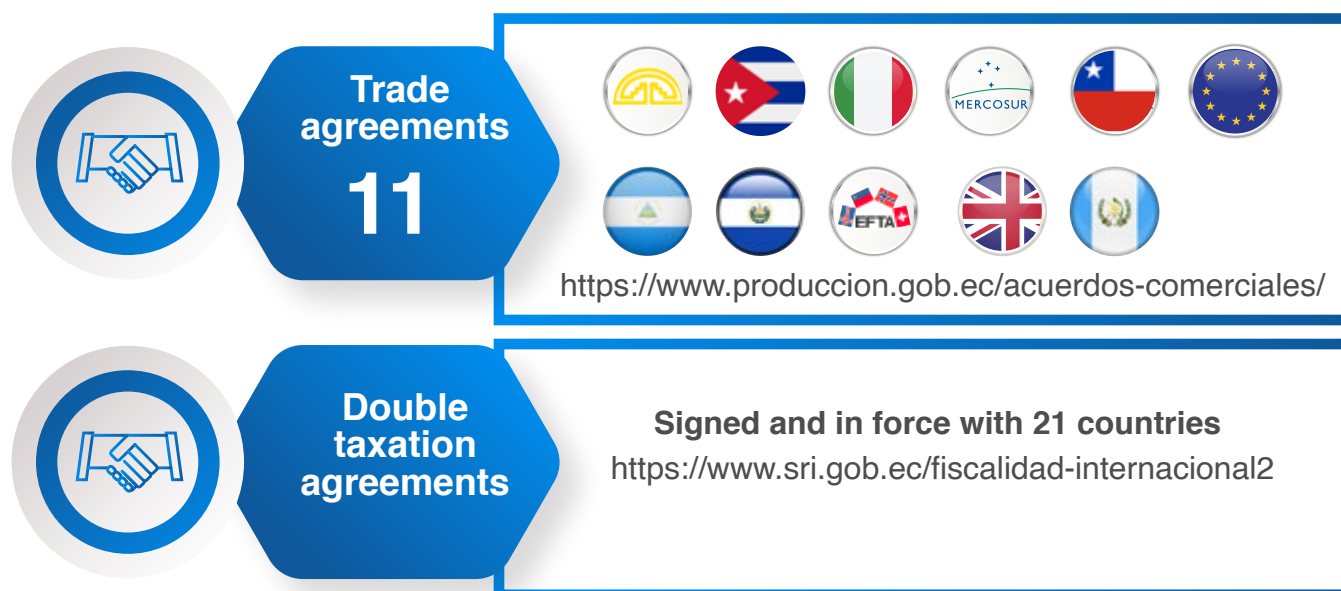 Trade
agreements
11
MERCOSUR
EFTA
https://www.produccion.gob.ec/acuerdos-comerciales/
Double
taxation
agreements
Signed and in force with 21 countries
https://www.sri.gob.ec/fiscalidad-internacional2